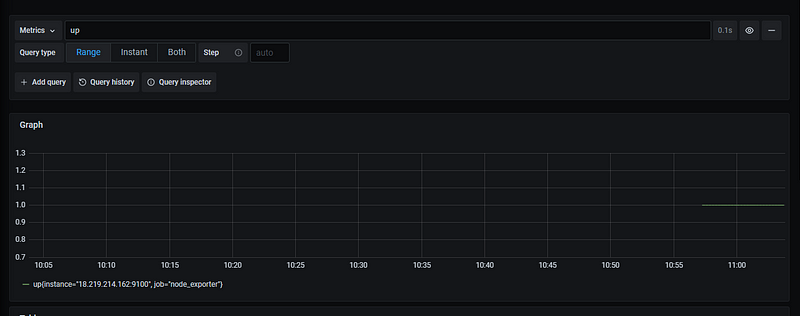 Metrics up 0.1s
Query type Range Instant Both Step auto
+ Add query Query history Query inspector
Graph
1.3
1.2
1.1
1.0
0.9
0.8
0.7
10:05 10:10 10:15 10:20 10:25 10:30 10:35 10:40 10:45 10:50 10:55 11:00
up{instance="18.219.214.162:9100", job="node_exporter"}